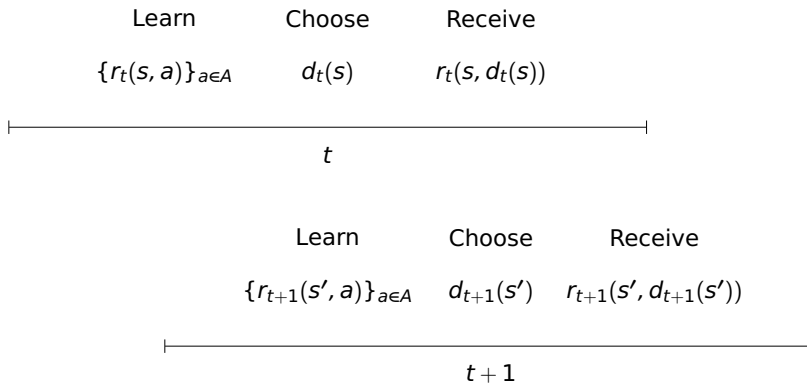 Learn Choose Receive
{r_t(s, a)}_{a∈A} d_t(s) r_t(s, d_t(s))
t
Learn Choose Receive
{r_{t+1}(s′, a)}_{a∈A} d_{t+1}(s′) r_{t+1}(s′, d_{t+1}(s′))
t + 1